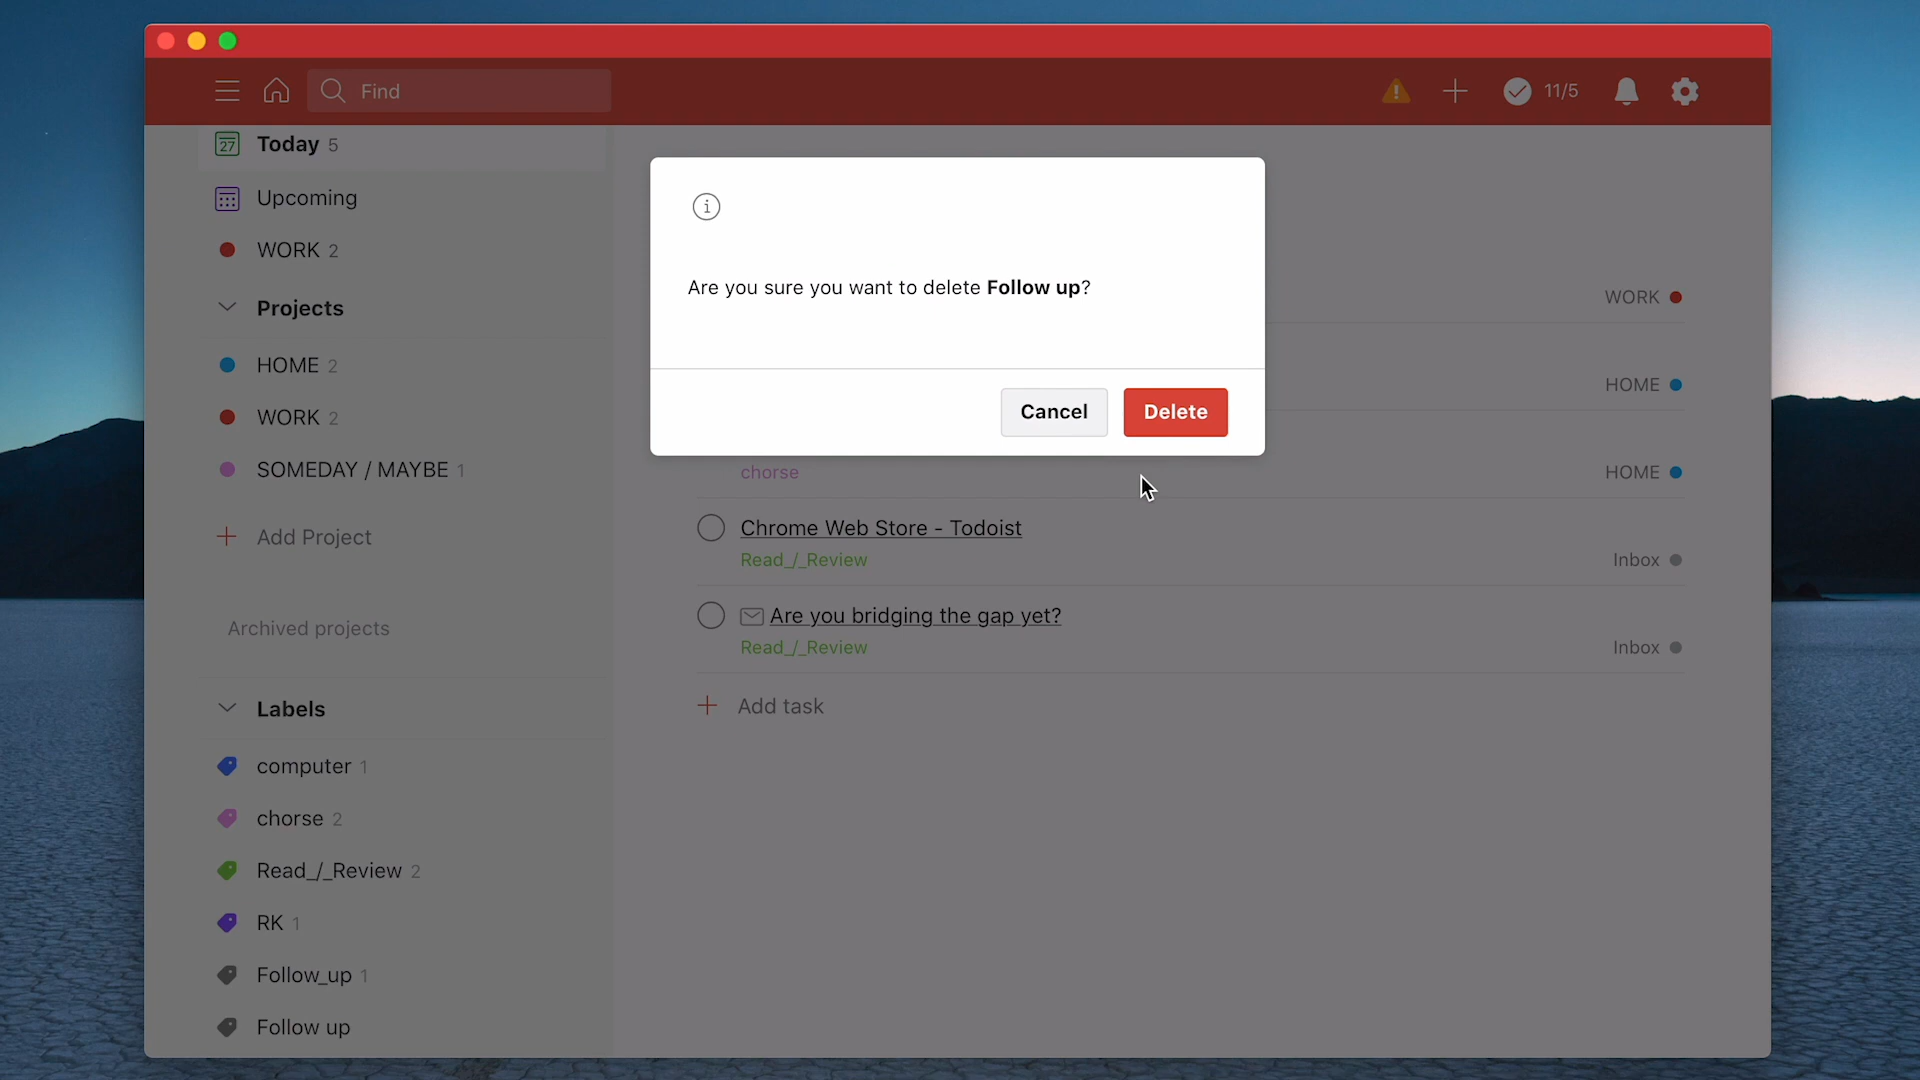 Find
11/5
27
Today 5
Upcoming
WORK 2
Projects
HOME 2
WORK 2
SOMEDAY / MAYBE 1
Add Project
Archived projects
Labels
computer 1
chorse 2
Read_/_Review 2
RK 1
Follow_up 1
Follow up
Are you sure you want to delete Follow up?
Cancel
Delete
WORK
HOME
chorse
HOME
Chrome Web Store - Todoist
Read_/_Review
Inbox
Are you bridging the gap yet?
Read_/_Review
Inbox
Add task